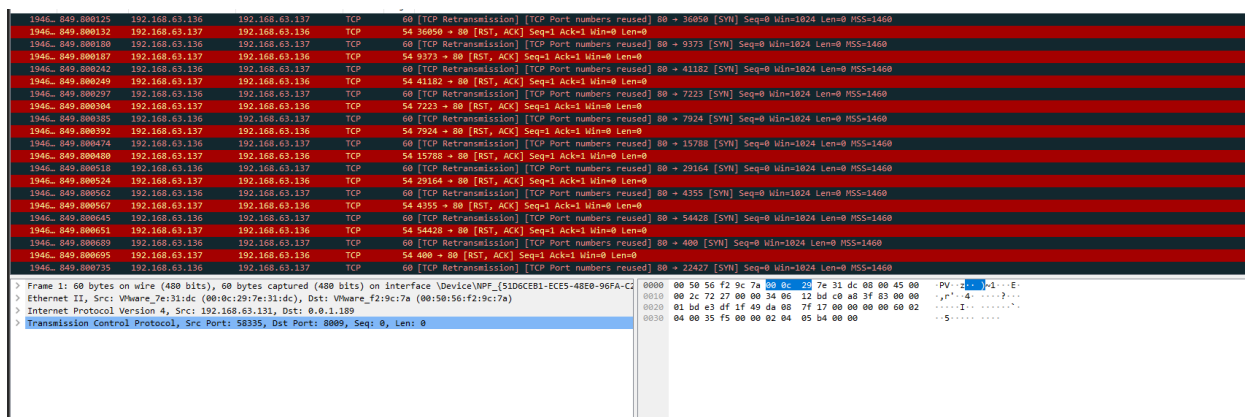 1946… 849.800125 192.168.63.136 192.168.63.137 TCP 60 [TCP Retransmission] [TCP Port numbers reused] 80 → 36050 [SYN] Seq=0 Win=1024 Len=0 MSS=1460
1946… 849.800132 192.168.63.137 192.168.63.136 TCP 54 36050 → 80 [RST, ACK] Seq=1 Ack=1 Win=0 Len=0
1946… 849.800180 192.168.63.136 192.168.63.137 TCP 60 [TCP Retransmission] [TCP Port numbers reused] 80 → 9373 [SYN] Seq=0 Win=1024 Len=0 MSS=1460
1946… 849.800187 192.168.63.137 192.168.63.136 TCP 54 9373 → 80 [RST, ACK] Seq=1 Ack=1 Win=0 Len=0
1946… 849.800242 192.168.63.136 192.168.63.137 TCP 60 [TCP Retransmission] [TCP Port numbers reused] 80 → 41182 [SYN] Seq=0 Win=1024 Len=0 MSS=1460
1946… 849.800249 192.168.63.137 192.168.63.136 TCP 54 41182 → 80 [RST, ACK] Seq=1 Ack=1 Win=0 Len=0
1946… 849.800297 192.168.63.136 192.168.63.137 TCP 60 [TCP Retransmission] [TCP Port numbers reused] 80 → 7223 [SYN] Seq=0 Win=1024 Len=0 MSS=1460
1946… 849.800304 192.168.63.137 192.168.63.136 TCP 54 7223 → 80 [RST, ACK] Seq=1 Ack=1 Win=0 Len=0
1946… 849.800385 192.168.63.136 192.168.63.137 TCP 60 [TCP Retransmission] [TCP Port numbers reused] 80 → 7924 [SYN] Seq=0 Win=1024 Len=0 MSS=1460
1946… 849.800392 192.168.63.137 192.168.63.136 TCP 54 7924 → 80 [RST, ACK] Seq=1 Ack=1 Win=0 Len=0
1946… 849.800474 192.168.63.136 192.168.63.137 TCP 60 [TCP Retransmission] [TCP Port numbers reused] 80 → 15788 [SYN] Seq=0 Win=1024 Len=0 MSS=1460
1946… 849.800480 192.168.63.137 192.168.63.136 TCP 54 15788 → 80 [RST, ACK] Seq=1 Ack=1 Win=0 Len=0
1946… 849.800518 192.168.63.136 192.168.63.137 TCP 60 [TCP Retransmission] [TCP Port numbers reused] 80 → 29164 [SYN] Seq=0 Win=1024 Len=0 MSS=1460
1946… 849.800524 192.168.63.137 192.168.63.136 TCP 54 29164 → 80 [RST, ACK] Seq=1 Ack=1 Win=0 Len=0
1946… 849.800562 192.168.63.136 192.168.63.137 TCP 60 [TCP Retransmission] [TCP Port numbers reused] 80 → 4355 [SYN] Seq=0 Win=1024 Len=0 MSS=1460
1946… 849.800567 192.168.63.137 192.168.63.136 TCP 54 4355 → 80 [RST, ACK] Seq=1 Ack=1 Win=0 Len=0
1946… 849.800645 192.168.63.136 192.168.63.137 TCP 60 [TCP Retransmission] [TCP Port numbers reused] 80 → 54428 [SYN] Seq=0 Win=1024 Len=0 MSS=1460
1946… 849.800651 192.168.63.137 192.168.63.136 TCP 54 54428 → 80 [RST, ACK] Seq=1 Ack=1 Win=0 Len=0
1946… 849.800689 192.168.63.136 192.168.63.137 TCP 60 [TCP Retransmission] [TCP Port numbers reused] 80 → 400 [SYN] Seq=0 Win=1024 Len=0 MSS=1460
1946… 849.800695 192.168.63.137 192.168.63.136 TCP 54 400 → 80 [RST, ACK] Seq=1 Ack=1 Win=0 Len=0
1946… 849.800735 192.168.63.136 192.168.63.137 TCP 60 [TCP Retransmission] [TCP Port numbers reused] 80 → 22427 [SYN] Seq=0 Win=1024 Len=0 MSS=1460
> Frame 1: 60 bytes on wire (480 bits), 60 bytes captured (480 bits) on interface \Device\NPF_{51D6CEB1-ECE5-48E0-96FA-C2
> Ethernet II, Src: VMware_7e:31:dc (00:0c:29:7e:31:dc), Dst: VMware_f2:9c:7a (00:50:56:f2:9c:7a)
> Internet Protocol Version 4, Src: 192.168.63.131, Dst: 0.0.1.189
> Transmission Control Protocol, Src Port: 58335, Dst Port: 8009, Seq: 0, Len: 0
0000 00 50 56 f2 9c 7a 00 0c 29 7e 31 dc 08 00 45 00 ·PV··z·· )~1···E·
0010 00 2c 72 27 00 00 34 06 12 bd c0 a8 3f 83 00 00 ·,r'··4· ····?···
0020 01 bd e3 df 1f 49 da 08 7f 17 00 00 00 00 60 02 ·····I·· ······`·
0030 04 00 35 f5 00 00 02 04 05 b4 00 00 ··5····· ····